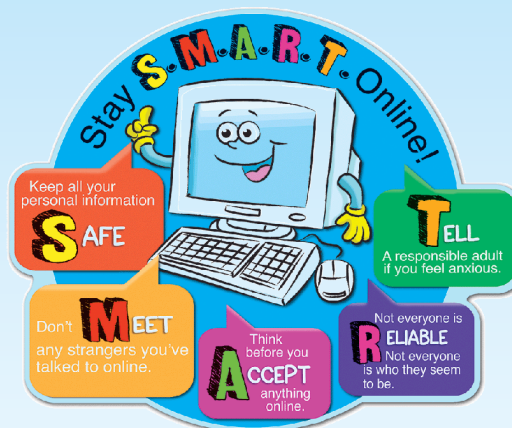 Stay S.M.A.R.T. Online!
Keep all your
personal information
SAFE
Don't MEET
any strangers you've
talked to online.
Think
before you
ACCEPT
anything
online.
Not everyone is
RELIABLE
Not everyone
is who they seem
to be.
TELL
A responsible adult
if you feel anxious.